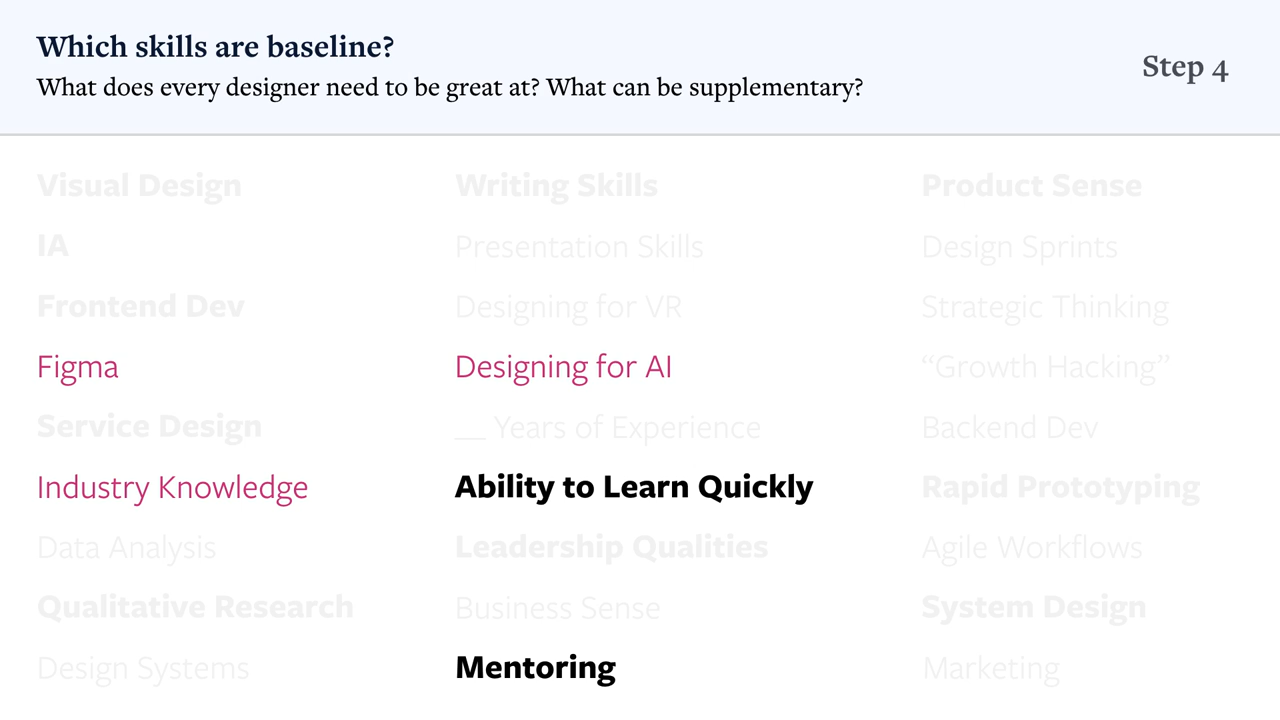 Which skills are baseline?
What does every designer need to be great at? What can be supplementary?
Step 4
Visual Design
IA
Frontend Dev
Figma
Service Design
Industry Knowledge
Data Analysis
Qualitative Research
Design Systems
Writing Skills
Presentation Skills
Designing for VR
Designing for AI
__ Years of Experience
Ability to Learn Quickly
Leadership Qualities
Business Sense
Mentoring
Product Sense
Design Sprints
Strategic Thinking
“Growth Hacking”
Backend Dev
Rapid Prototyping
Agile Workflows
System Design
Marketing